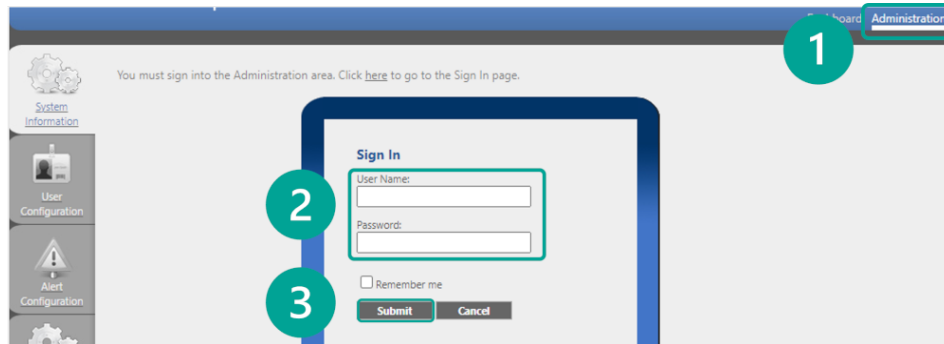 Administration
1
You must sign into the Administration area. Click here to go to the Sign In page.
System
Information
User
Configuration
Alert
Configuration
Sign In
2
User Name:
Password:
Remember me
3
Submit Cancel